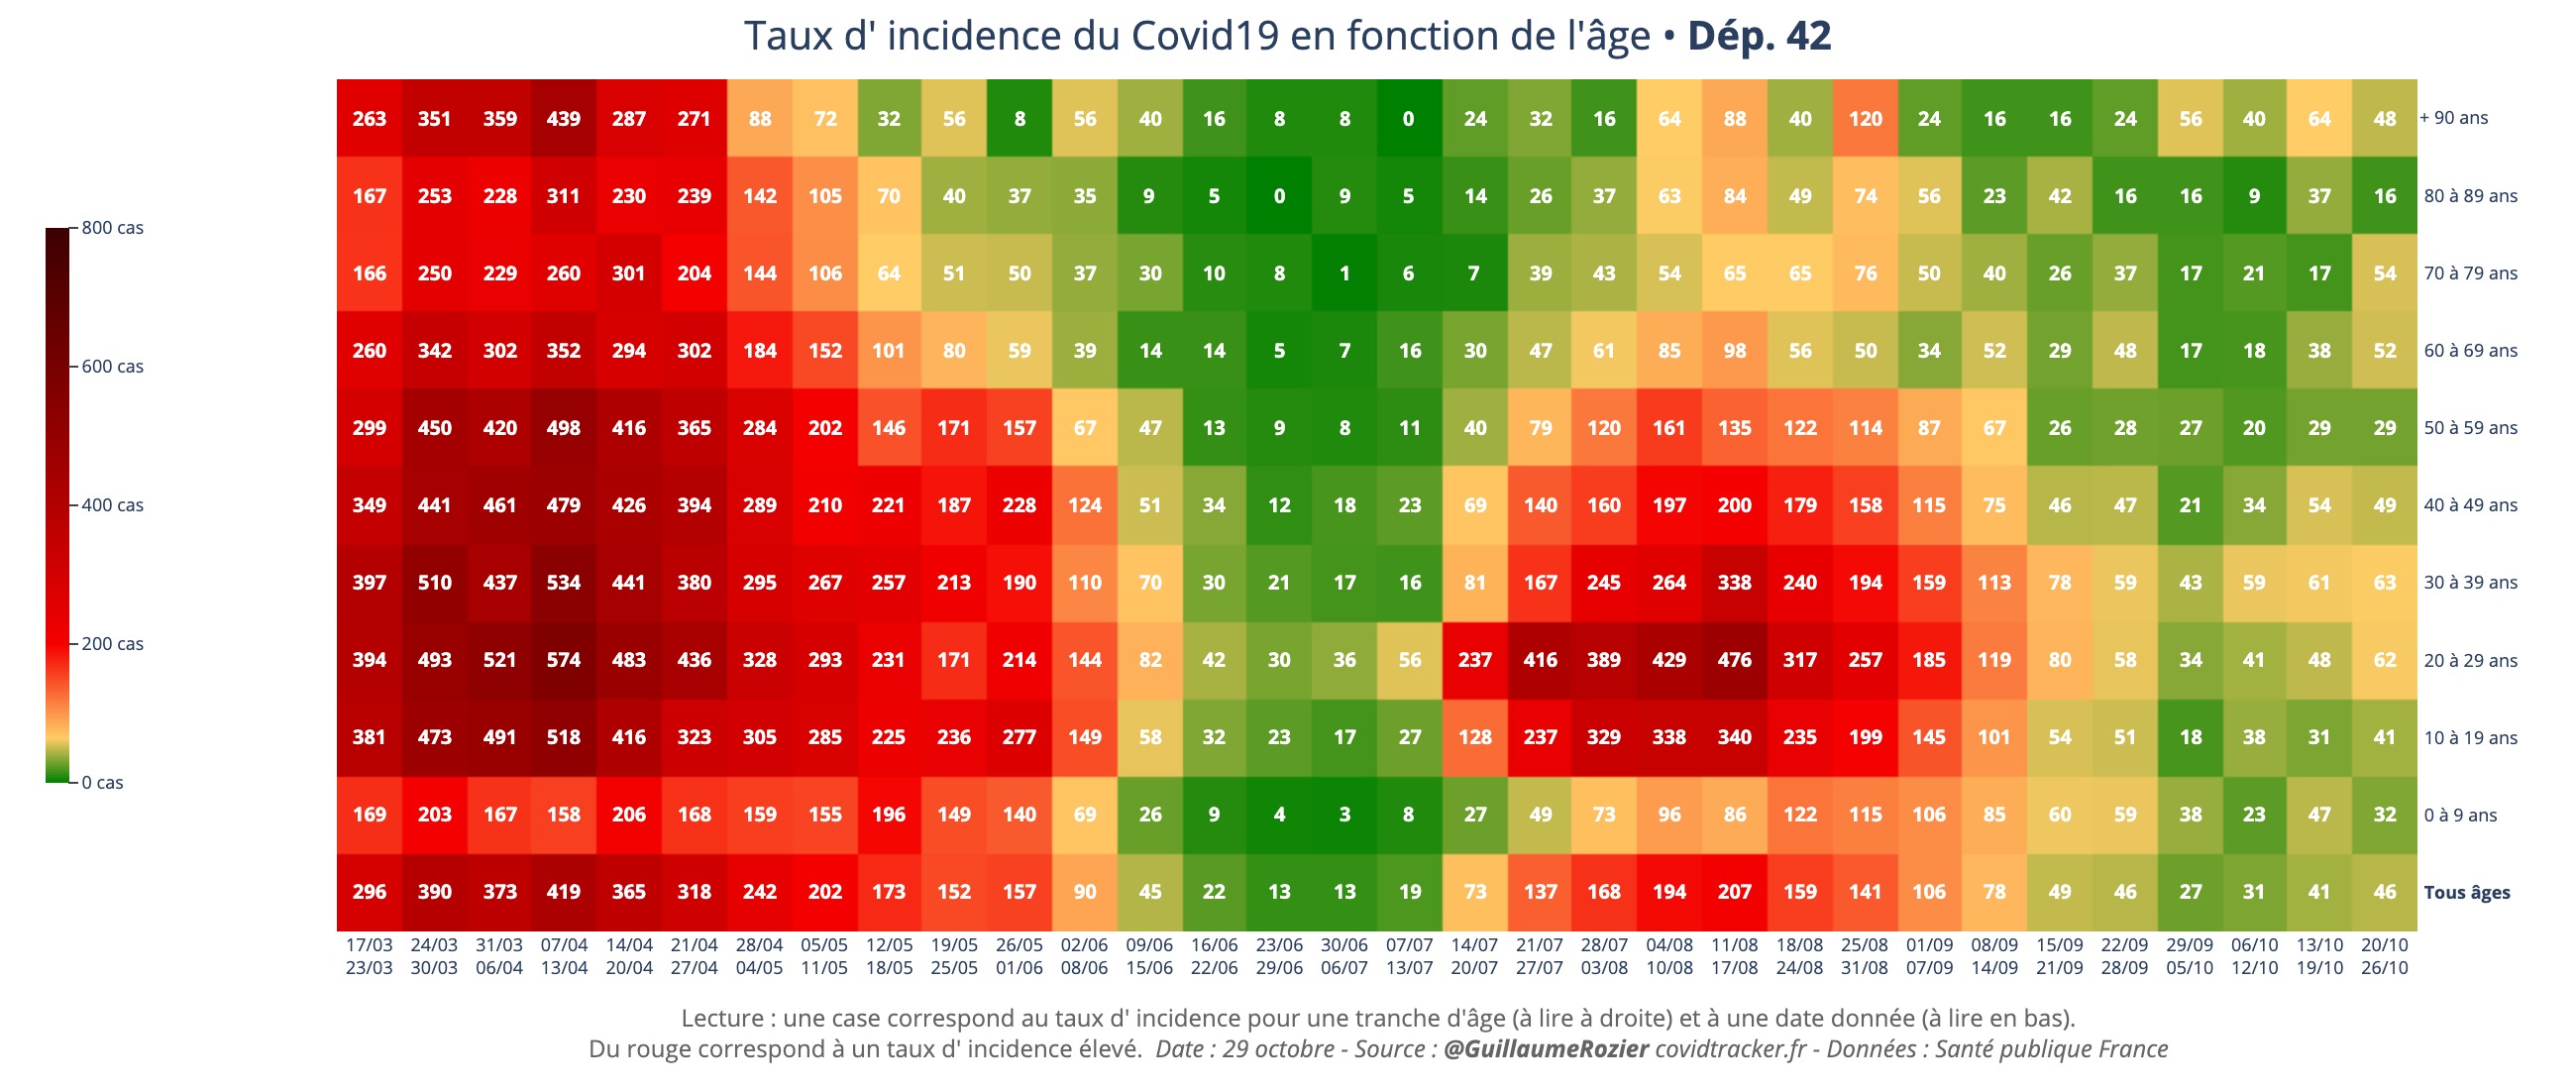 Taux d' incidence du Covid19 en fonction de l'âge • Dép. 42
263 351 359 439 287 271 88 72 32 56 8 56 40 16 8 8 0 24 32 16 64 88 40 120 24 16 16 24 56 40 64 48 + 90 ans
167 253 228 311 230 239 142 105 70 40 37 35 9 5 0 9 5 14 26 37 63 84 49 74 56 23 42 16 16 9 37 16 80 à 89 ans
800 cas
166 250 229 260 301 204 144 106 64 51 50 37 30 10 8 1 6 7 39 43 54 65 65 76 50 40 26 37 17 21 17 54 70 à 79 ans
260 342 302 352 294 302 184 152 101 80 59 39 14 14 5 7 16 30 47 61 85 98 56 50 34 52 29 48 17 18 38 52 60 à 69 ans
600 cas
299 450 420 498 416 365 284 202 146 171 157 67 47 13 9 8 11 40 79 120 161 135 122 114 87 67 26 28 27 20 29 29 50 à 59 ans
400 cas
349 441 461 479 426 394 289 210 221 187 228 124 51 34 12 18 23 69 140 160 197 200 179 158 115 75 46 47 21 34 54 49 40 à 49 ans
397 510 437 534 441 380 295 267 257 213 190 110 70 30 21 17 16 81 167 245 264 338 240 194 159 113 78 59 43 59 61 63 30 à 39 ans
200 cas
394 493 521 574 483 436 328 293 231 171 214 144 82 42 30 36 56 237 416 389 429 476 317 257 185 119 80 58 34 41 48 62 20 à 29 ans
381 473 491 518 416 323 305 285 225 236 277 149 58 32 23 17 27 128 237 329 338 340 235 199 145 101 54 51 18 38 31 41 10 à 19 ans
0 cas
169 203 167 158 206 168 159 155 196 149 140 69 26 9 4 3 8 27 49 73 96 86 122 115 106 85 60 59 38 23 47 32 0 à 9 ans
296 390 373 419 365 318 242 202 173 152 157 90 45 22 13 13 19 73 137 168 194 207 159 141 106 78 49 46 27 31 41 46 Tous âges
17/03 24/03 31/03 07/04 14/04 21/04 28/04 05/05 12/05 19/05 26/05 02/06 09/06 16/06 23/06 30/06 07/07 14/07 21/07 28/07 04/08 11/08 18/08 25/08 01/09 08/09 15/09 22/09 29/09 06/10 13/10 20/10
23/03 30/03 06/04 13/04 20/04 27/04 04/05 11/05 18/05 25/05 01/06 08/06 15/06 22/06 29/06 06/07 13/07 20/07 27/07 03/08 10/08 17/08 24/08 31/08 07/09 14/09 21/09 28/09 05/10 12/10 19/10 26/10
Lecture : une case correspond au taux d' incidence pour une tranche d'âge (à lire à droite) et à une date donnée (à lire en bas).
Du rouge correspond à un taux d' incidence élevé. Date : 29 octobre - Source : @GuillaumeRozier covidtracker.fr - Données : Santé publique France